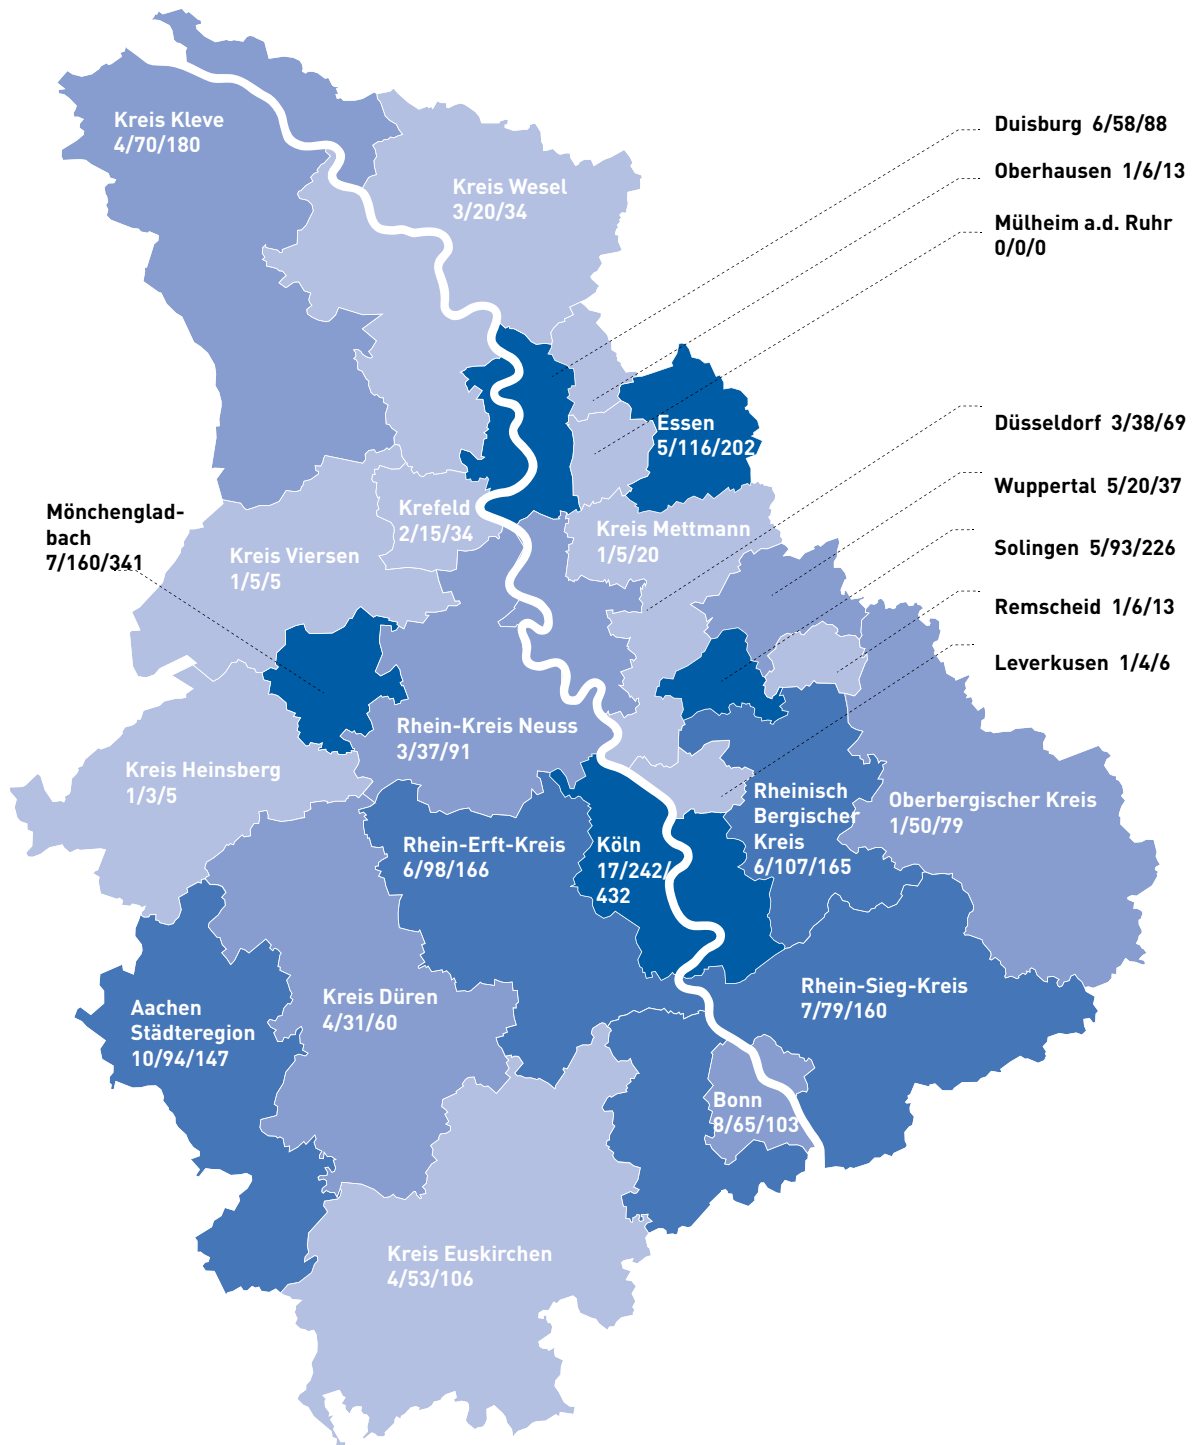 Kreis Kleve
4/70/180
Kreis Wesel
3/20/34
Duisburg 6/58/88
Oberhausen 1/6/13
Mülheim a.d. Ruhr
0/0/0
Essen
5/116/202
Düsseldorf 3/38/69
Wuppertal 5/20/37
Solingen 5/93/226
Remscheid 1/6/13
Leverkusen 1/4/6
Mönchenglad-
bach
7/160/341
Krefeld
2/15/34
Kreis Viersen
1/5/5
Kreis Mettmann
1/5/20
Rhein-Kreis Neuss
3/37/91
Kreis Heinsberg
1/3/5
Rhein-Erft-Kreis
6/98/166
Köln
17/242/
432
Rheinisch
Bergischer
Kreis
6/107/165
Oberbergischer Kreis
1/50/79
Aachen
Städteregion
10/94/147
Kreis Düren
4/31/60
Rhein-Sieg-Kreis
7/79/160
Bonn
8/65/103
Kreis Euskirchen
4/53/106